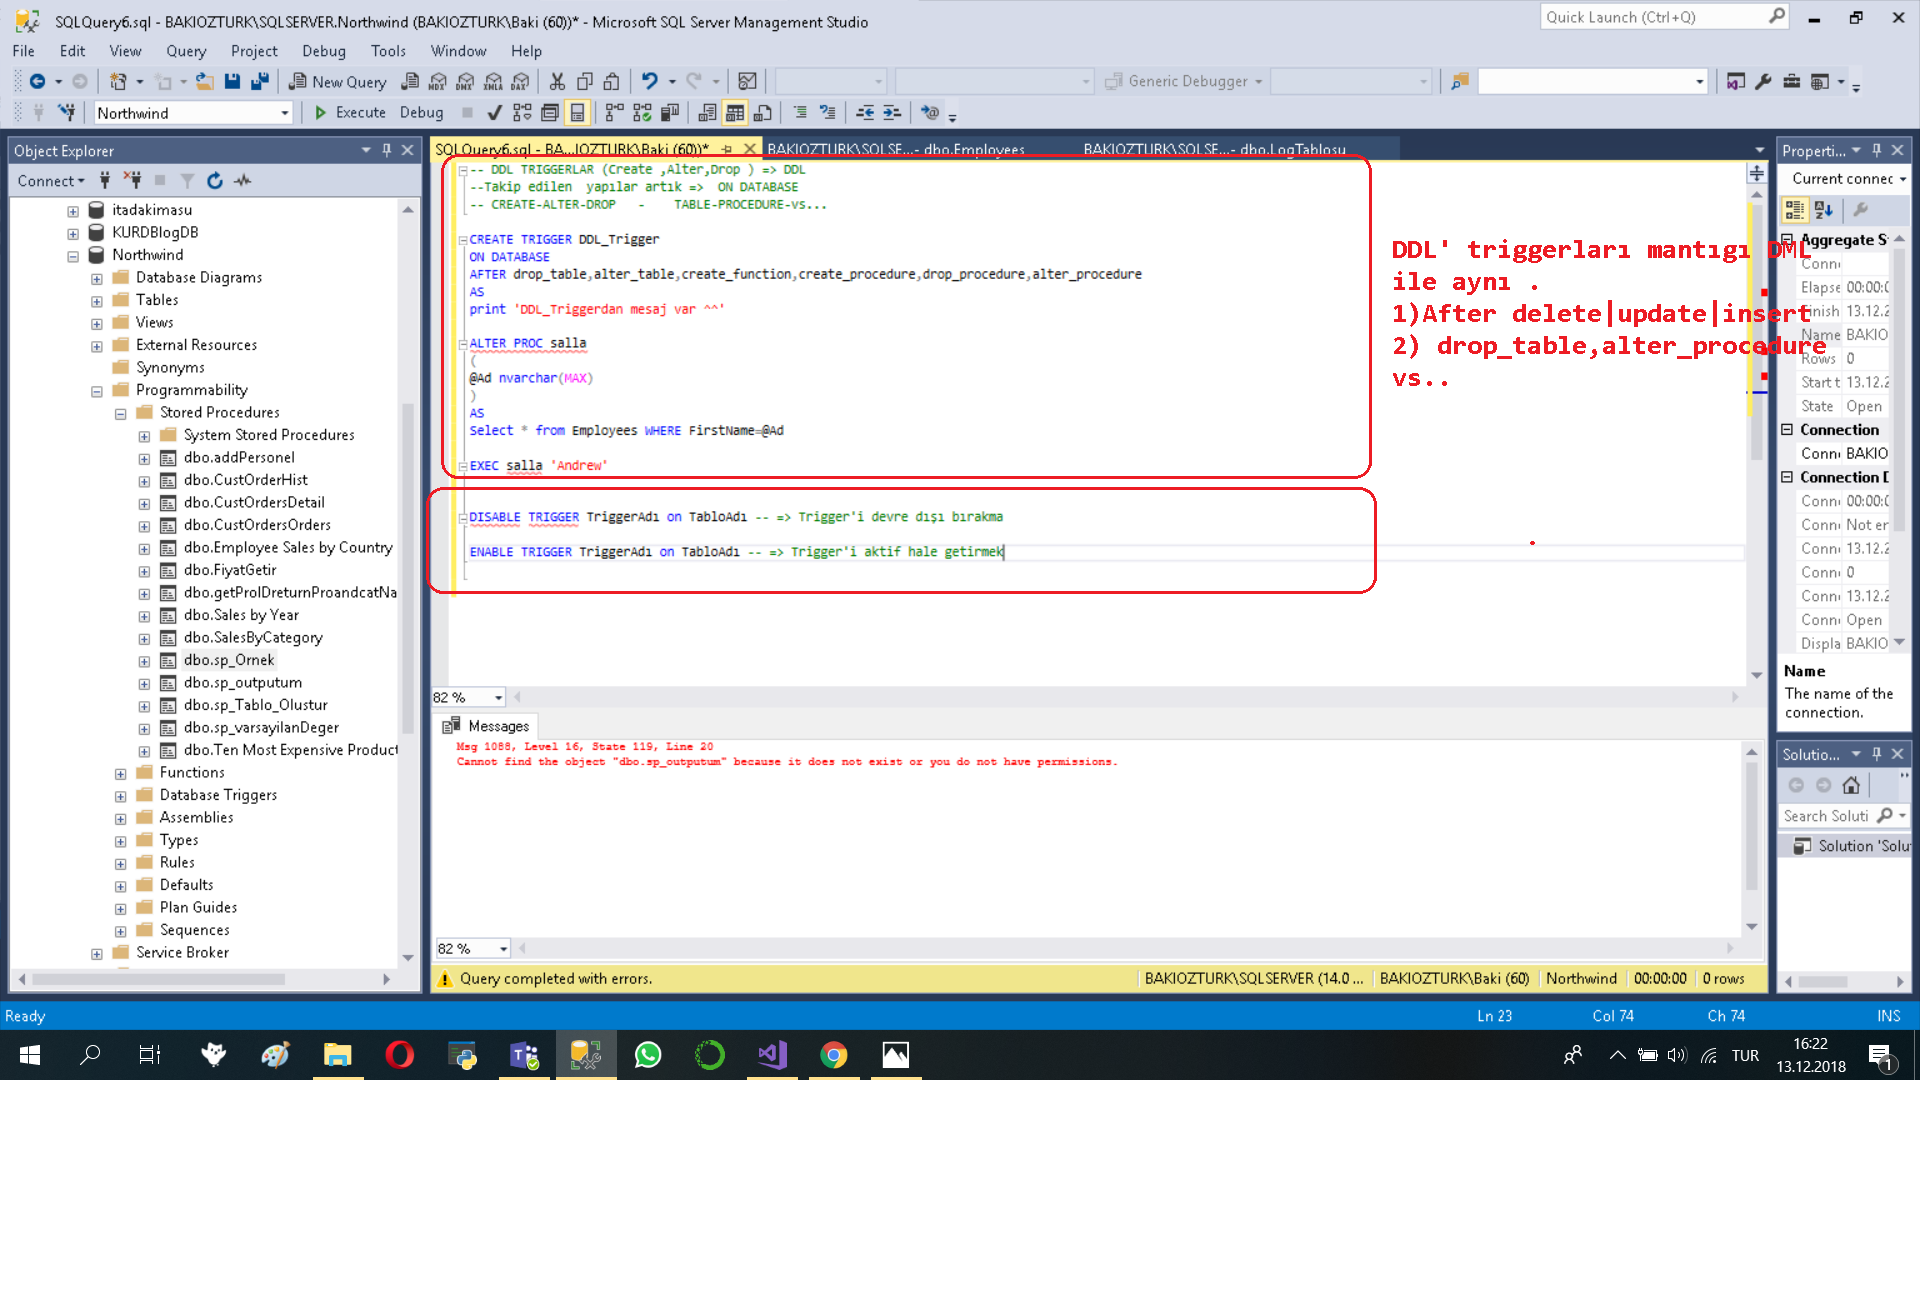 SQLQuery6.sql - BAKIOZTURK\SQLSERVER.Northwind (BAKIOZTURK\Baki (60))* - Microsoft SQL Server Management Studio
Quick Launch (Ctrl+Q)
File Edit View Query Project Debug Tools Window Help
New Query
MDX DMX XMLA DAX
Generic Debugger
Northwind
Execute Debug
Object Explorer
Connect
itadakimasu
KURDBlogDB
Northwind
Database Diagrams
Tables
Views
External Resources
Synonyms
Programmability
Stored Procedures
System Stored Procedures
dbo.addPersonel
dbo.CustOrderHist
dbo.CustOrdersDetail
dbo.CustOrdersOrders
dbo.Employee Sales by Country
dbo.FiyatGetir
dbo.getProIDreturnProandcatNa
dbo.Sales by Year
dbo.SalesByCategory
dbo.sp_Ornek
dbo.sp_outputum
dbo.sp_Tablo_Olustur
dbo.sp_varsayilanDeger
dbo.Ten Most Expensive Product
Functions
Database Triggers
Assemblies
Types
Rules
Defaults
Plan Guides
Sequences
Service Broker
SQLQuery6.sql - BA...IOZTURK\Baki (60))*
BAKIOZTURK\SQLSE...- dbo.Employees
BAKIOZTURK\SQLSE...- dbo.LogTablosu
-- DDL TRIGGERLAR (Create ,Alter,Drop ) => DDL
--Takip edilen  yapılar artık =>  ON DATABASE
-- CREATE-ALTER-DROP   -    TABLE-PROCEDURE-vs...
CREATE TRIGGER DDL_Trigger
ON DATABASE
AFTER drop_table,alter_table,create_function,create_procedure,drop_procedure,alter_procedure
AS
print 'DDL_Triggerdan mesaj var ^^'
ALTER PROC salla
(
@Ad nvarchar(MAX)
)
AS
Select * from Employees WHERE FirstName=@Ad
EXEC salla 'Andrew'
DISABLE TRIGGER TriggerAdı on TabloAdı -- => Trigger'i devre dışı bırakma
ENABLE TRIGGER TriggerAdı on TabloAdı -- => Trigger'i aktif hale getirmek
DDL' triggerları mantıgı DML
ile aynı .
1)After delete|update|insert
2) drop_table,alter_procedure
vs..
82 %
Messages
Msg 1088, Level 16, State 119, Line 20
Cannot find the object "dbo.sp_outputum" because it does not exist or you do not have permissions.
82 %
Query completed with errors.
BAKIOZTURK\SQLSERVER (14.0 ...
BAKIOZTURK\Baki (60)
Northwind
00:00:00
0 rows
Properti...
Current connec
Aggregate S
Conn
Elapse 00:00:0
Finish 13.12.2
Name BAKIO
Rows 0
Start t 13.12.2
State Open
Connection
Conn BAKIO
Connection D
Conn 00:00:0
Conn Not en
Conn 13.12.2
Conn 0
Conn 13.12.2
Conn Open
Displa BAKIO
Name
The name of the
connection.
Solutio...
Search Soluti
Solution 'Solu
Ready
Ln 23
Col 74
Ch 74
INS
TUR
16:22
13.12.2018
1